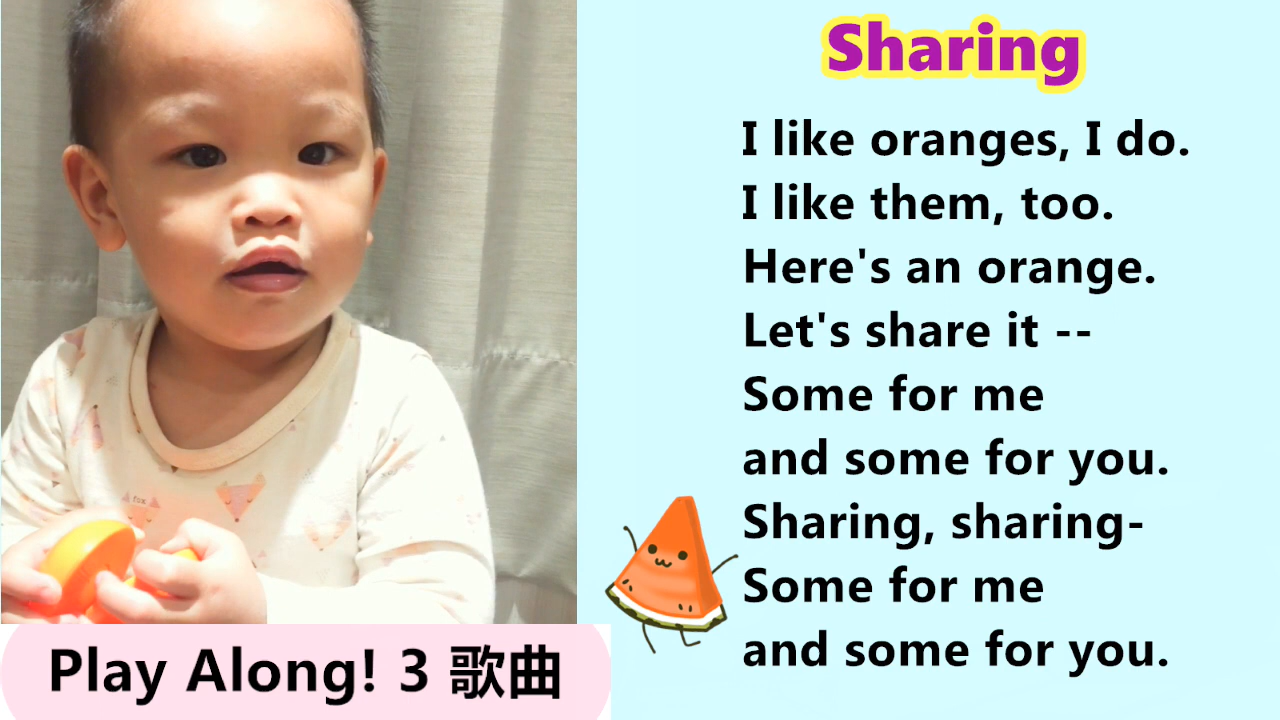 Sharing
I like oranges, I do.
I like them, too.
Here's an orange.
Let's share it --
Some for me
and some for you.
Sharing, sharing-
Some for me
and some for you.
fox
Play Along! 3 歌曲